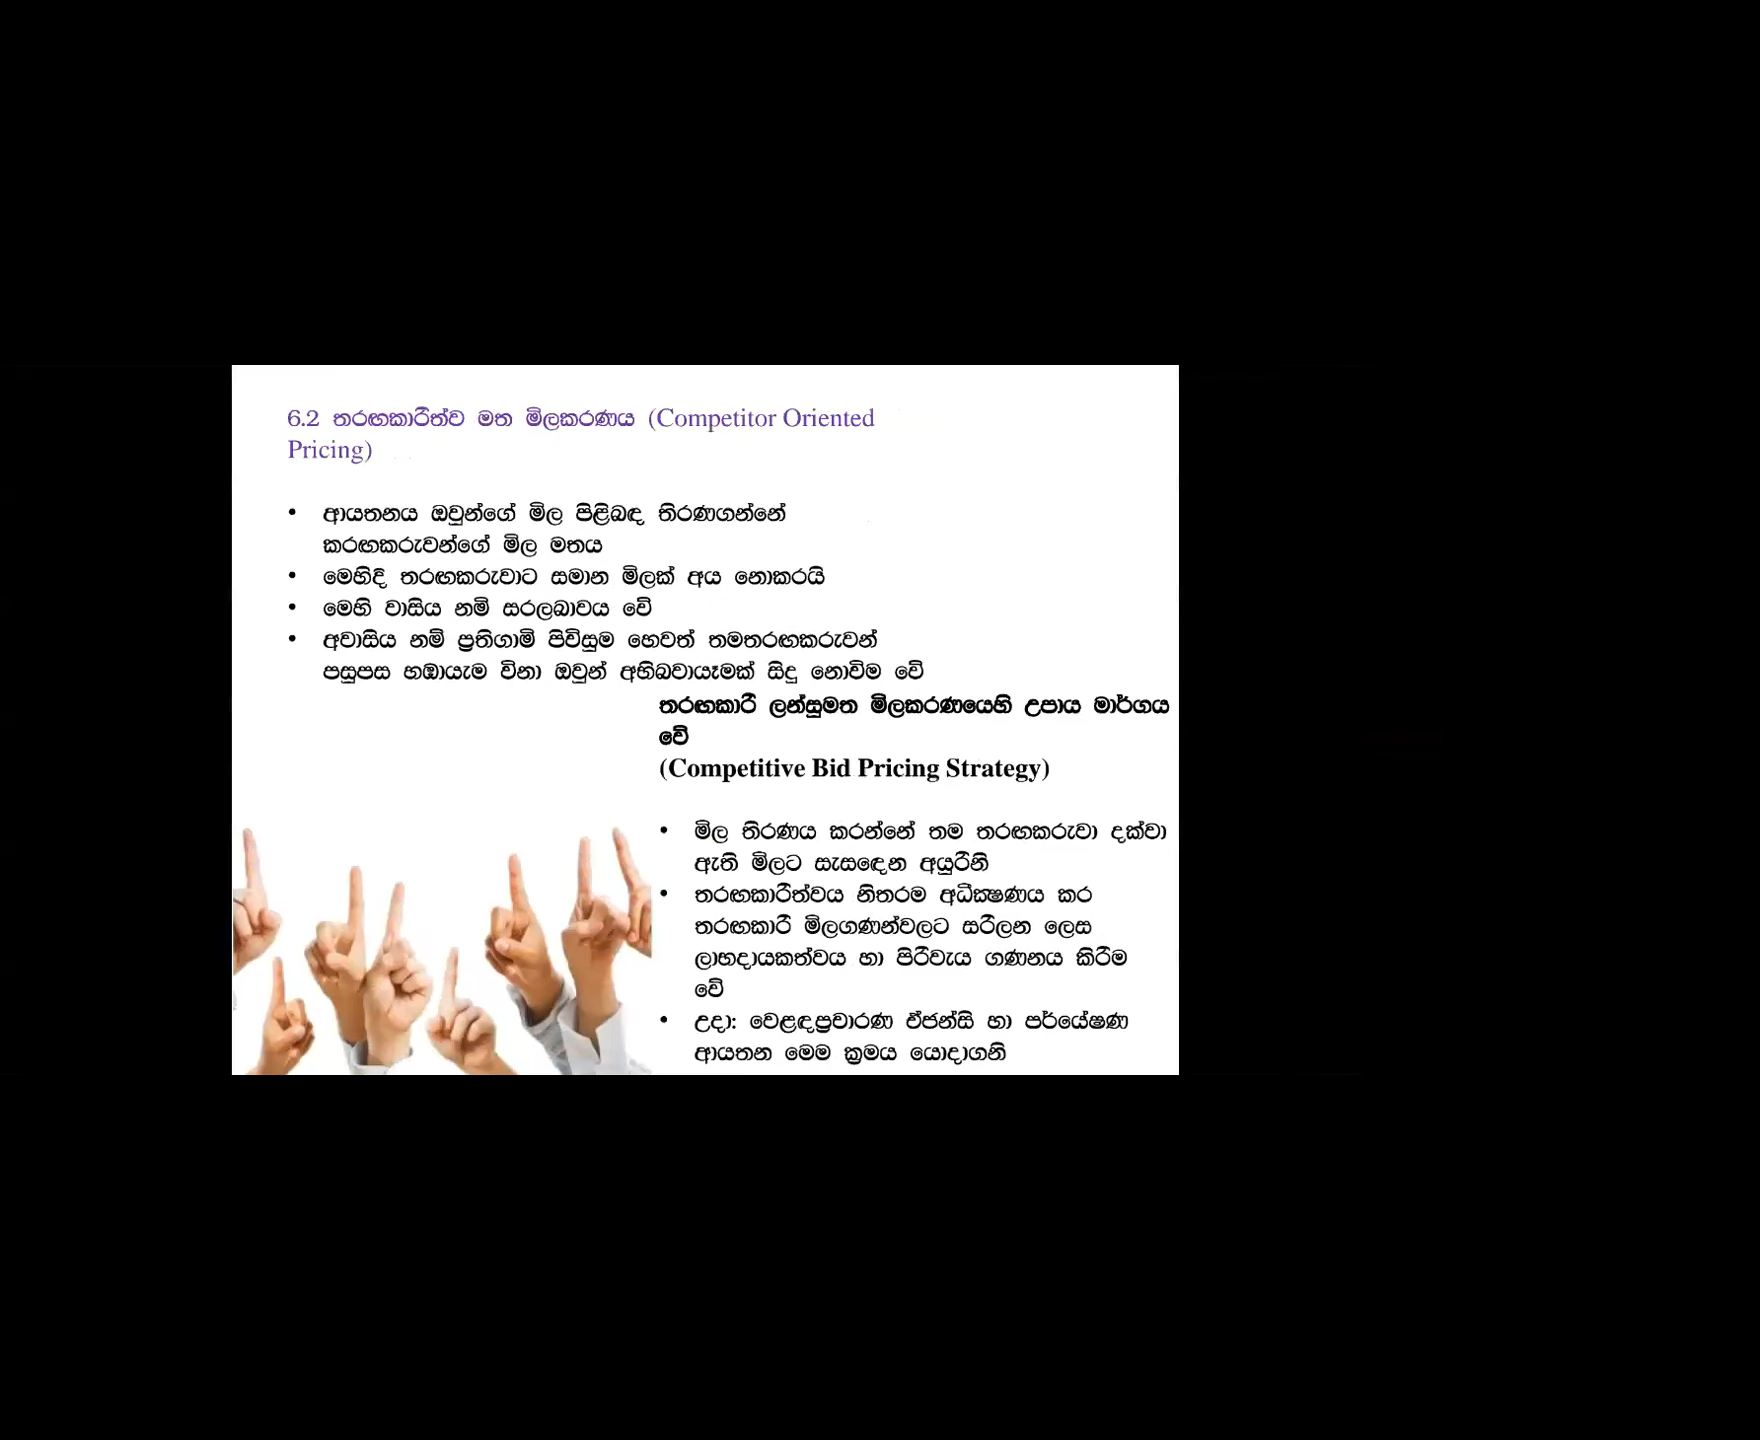 6.2 තරඟකාරීත්ව මත මිලකරණය (Competitor Oriented
Pricing)
• ආයතනය ඔවුන්ගේ මිල පිළිබඳ තිරණගන්නේ
කරඟකරුවන්ගේ මිල මතය
• මෙහිදී තරඟකරුවාට සමාන මිලක් අය නොකරයි
• මෙහි වාසිය නම් සරලඛාවය වේ
• අවාසිය නම් ප්‍රතිගාමී පිවිසුම හෙවත් තමතරඟකරුවන්
පසුපස හඹායැම විනා ඔවුන් අභිඛවායෑමක් සිදු නොවීම වේ
තරඟකාරී ලන්සුමත මිලකරණයෙහි උපාය මාර්ගය
වේ
(Competitive Bid Pricing Strategy)
• මිල තිරණය කරන්නේ තම තරඟකරුවා දක්වා
ඇති මිලට සැසඳෙන අයුරිනි
• තරඟකාරීත්වය නිතරම අධීක්ෂණය කර
තරඟකාරී මිලගණන්වලට සරිලන ලෙස
ලාභදායකත්වය හා පිරිවැය ගණනය කිරීම
වේ
• උදා: වෙළඳප්‍රචාරණ ඒජන්සි හා පර්යේෂණ
ආයතන මෙම ක්‍රමය යොදාගනී